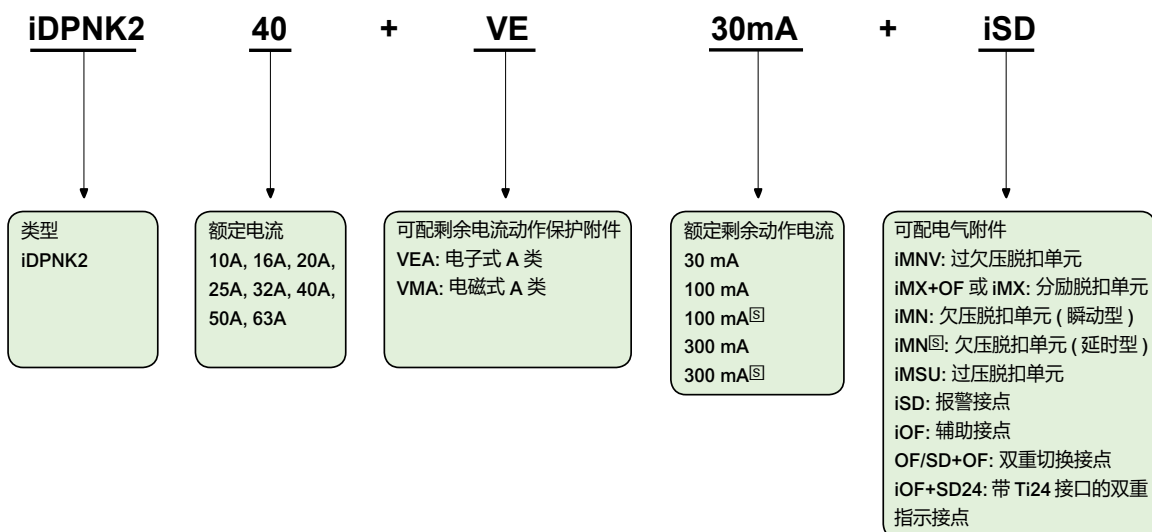 iDPNK2 40 + VE 30mA + iSD
类型
iDPNK2
额定电流
10A, 16A, 20A,
25A, 32A, 40A,
50A, 63A
可配剩余电流动作保护附件
VEA: 电子式 A 类
VMA: 电磁式 A 类
额定剩余动作电流
30 mA
100 mA
100 mA🅂
300 mA
300 mA🅂
可配电气附件
iMNV: 过欠压脱扣单元
iMX+OF 或 iMX: 分励脱扣单元
iMN: 欠压脱扣单元 ( 瞬动型 )
iMN🅂: 欠压脱扣单元 ( 延时型 )
iMSU: 过压脱扣单元
iSD: 报警接点
iOF: 辅助接点
OF/SD+OF: 双重切换接点
iOF+SD24: 带 Ti24 接口的双重
指示接点